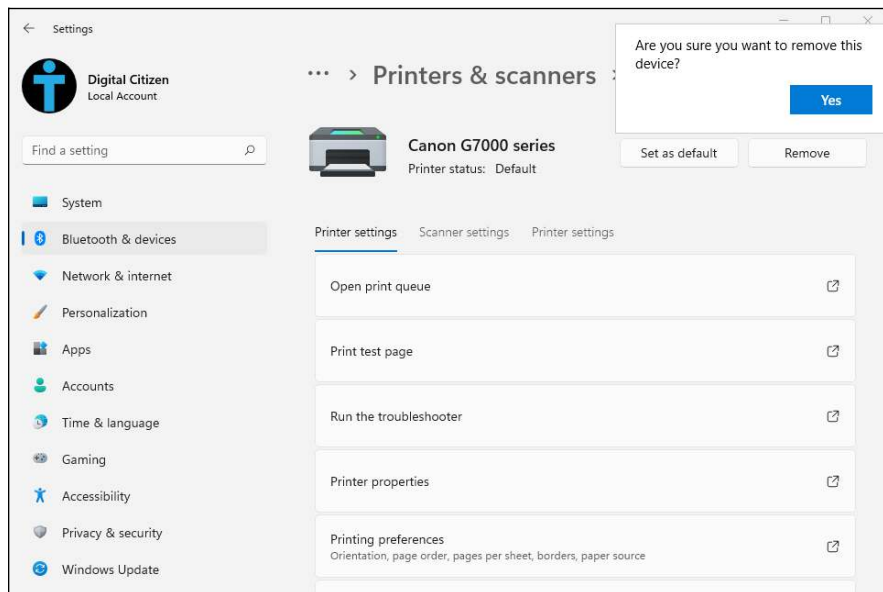 Settings
Are you sure you want to remove this
device?
Yes
Digital Citizen
Local Account
Find a setting
System
Bluetooth & devices
Network & internet
Personalization
Apps
Accounts
Time & language
Gaming
Accessibility
Privacy & security
Windows Update
... > Printers & scanners
Canon G7000 series
Printer status: Default
Set as default
Remove
Printer settings
Scanner settings
Printer settings
Open print queue
Print test page
Run the troubleshooter
Printer properties
Printing preferences
Orientation, page order, pages per sheet, borders, paper source